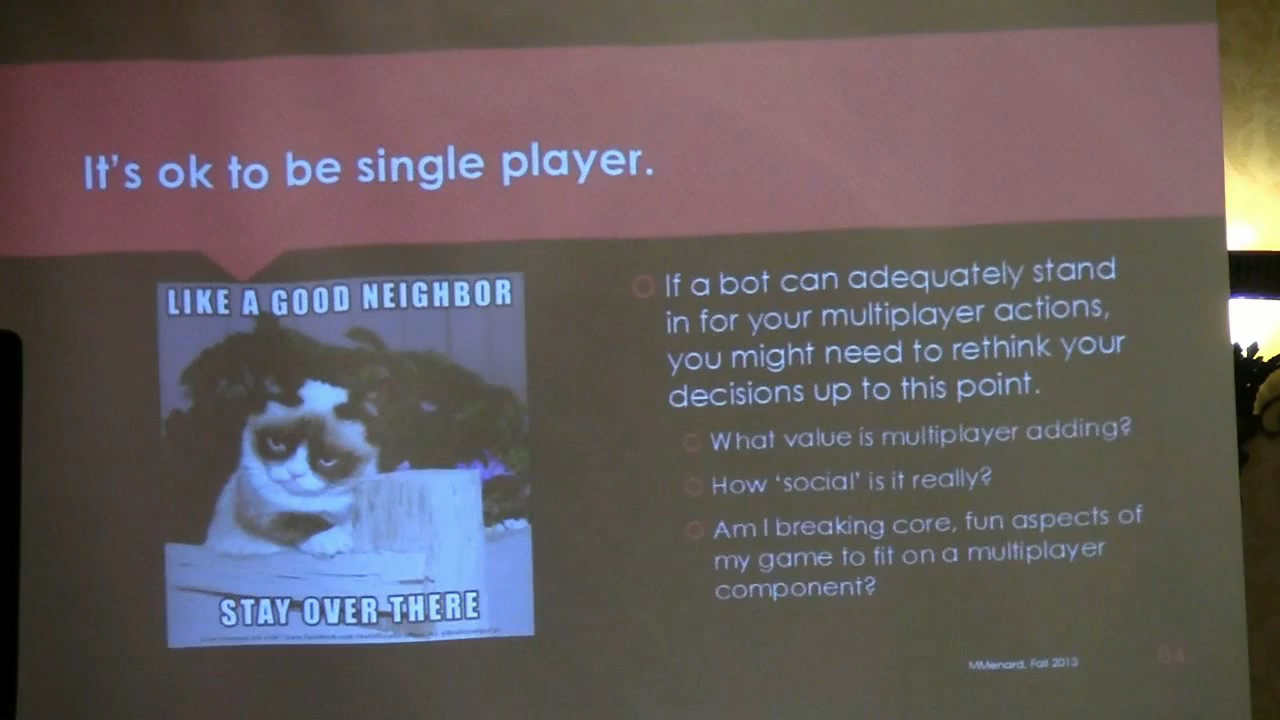 It's ok to be single player.
LIKE A GOOD NEIGHBOR
STAY OVER THERE
If a bot can adequately stand
in for your multiplayer actions,
you might need to rethink your
decisions up to this point.
What value is multiplayer adding?
How 'social' is it really?
Am I breaking core, fun aspects of
my game to fit on a multiplayer
component?
MMenard, Fall 2013